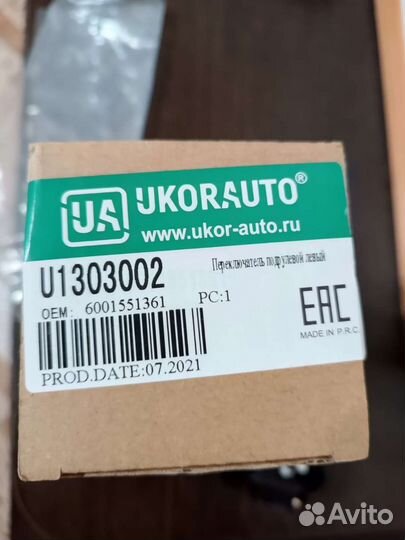 UA UKORAUTO®
www.ukor-auto.ru
U1303002
Переключатель подрулевой левый
OEM: 6001551361 PC:1
EAC
MADE IN P.R.C.
PROD.DATE:07.2021
Avito